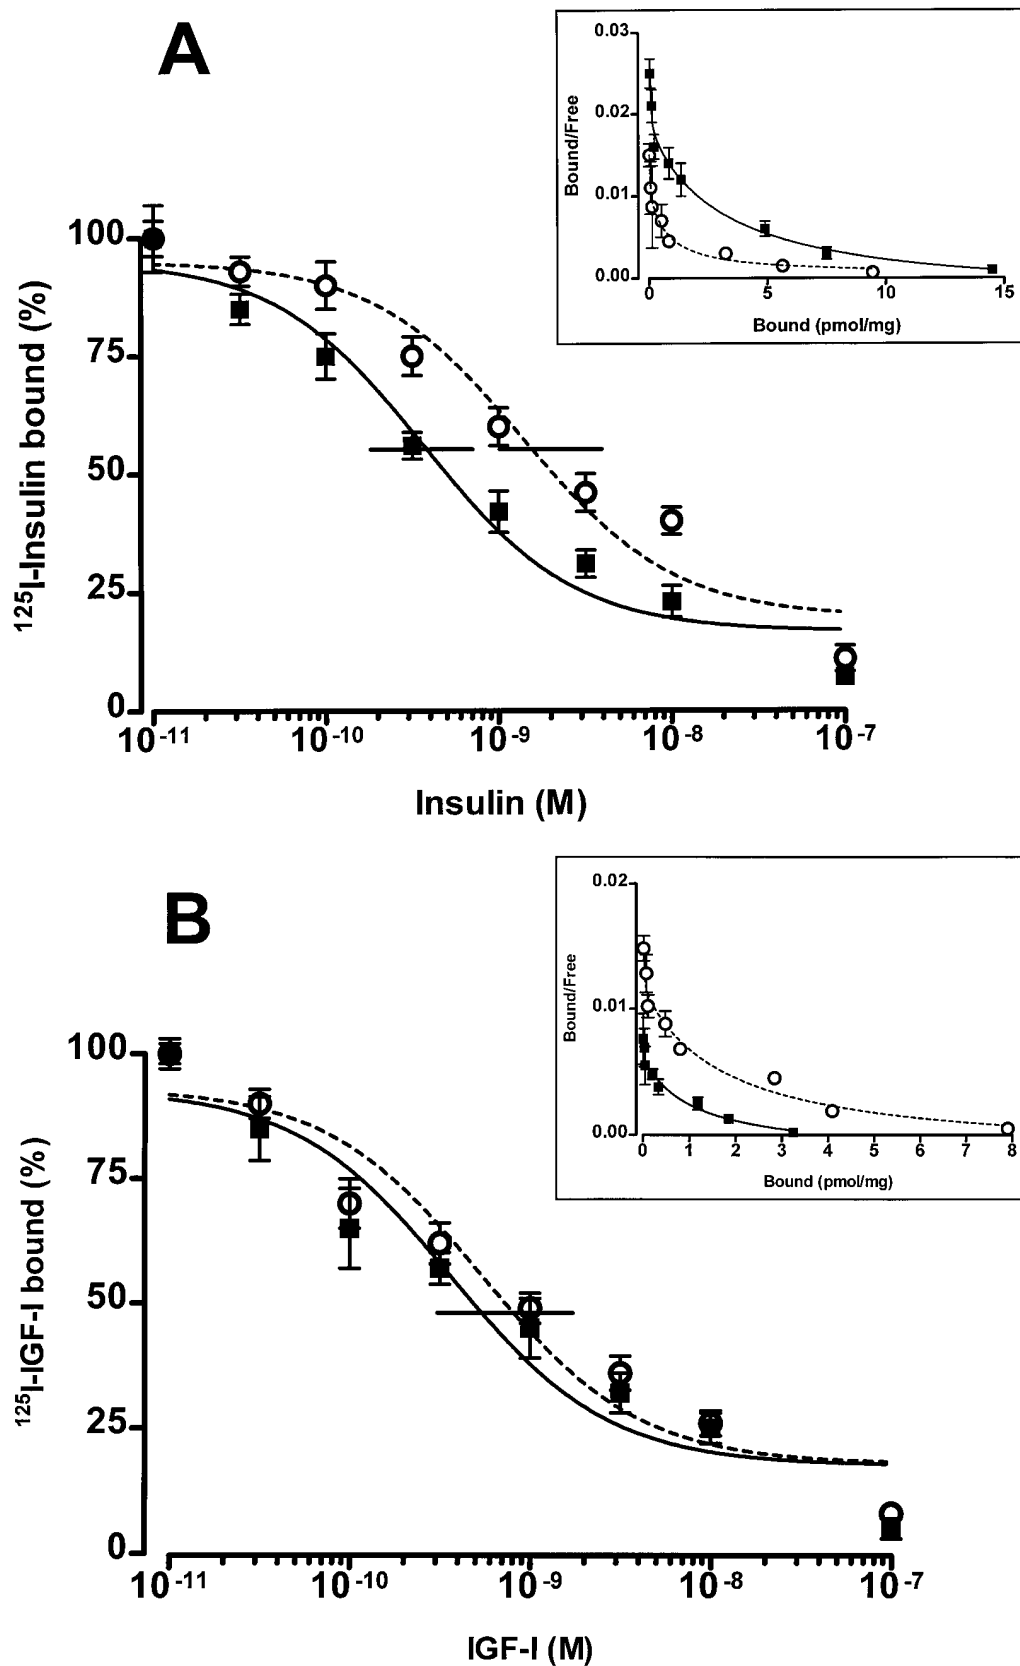 A
¹²⁵I-Insulin bound (%)
100
75
50
25
0
10⁻¹¹ 10⁻¹⁰ 10⁻⁹ 10⁻⁸ 10⁻⁷
Insulin (M)
Bound/Free
0.03
0.02
0.01
0.00
0 5 10 15
Bound (pmol/mg)
B
¹²⁵I-IGF-I bound (%)
100
75
50
25
0
10⁻¹¹ 10⁻¹⁰ 10⁻⁹ 10⁻⁸ 10⁻⁷
IGF-I (M)
Bound/Free
0.02
0.01
0.00
0 1 2 3 4 5 6 7 8
Bound (pmol/mg)